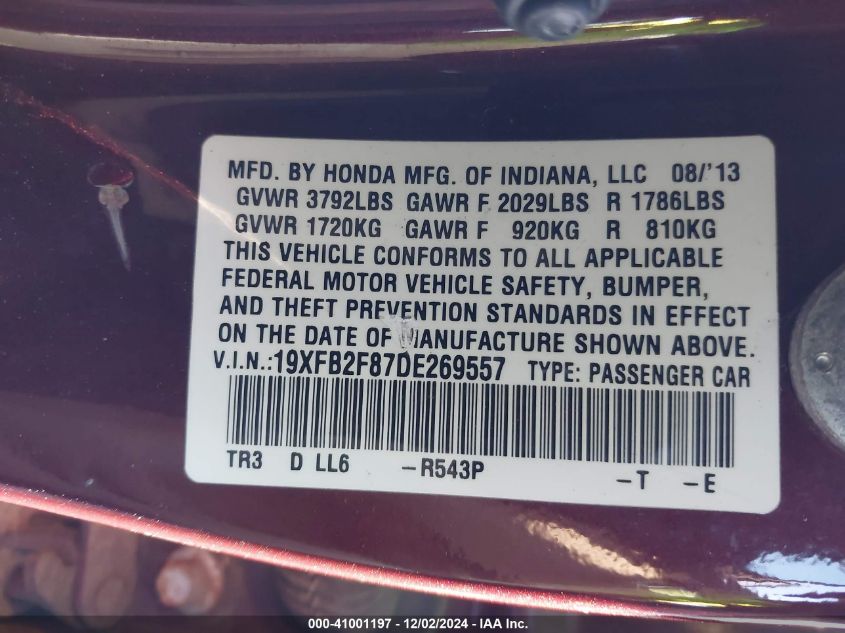 MFD. BY HONDA MFG. OF INDIANA, LLC 08/'13
GVWR 3792LBS GAWR F 2029LBS R 1786LBS
GVWR 1720KG GAWR F 920KG R 810KG
THIS VEHICLE CONFORMS TO ALL APPLICABLE
FEDERAL MOTOR VEHICLE SAFETY, BUMPER,
AND THEFT PREVENTION STANDARDS IN EFFECT
ON THE DATE OF MANUFACTURE SHOWN ABOVE.
V.I.N.:19XFB2F87DE269557 TYPE: PASSENGER CAR
TR3 D LL6 -R543P -T -E
000-41001197 - 12/02/2024 - IAA Inc.